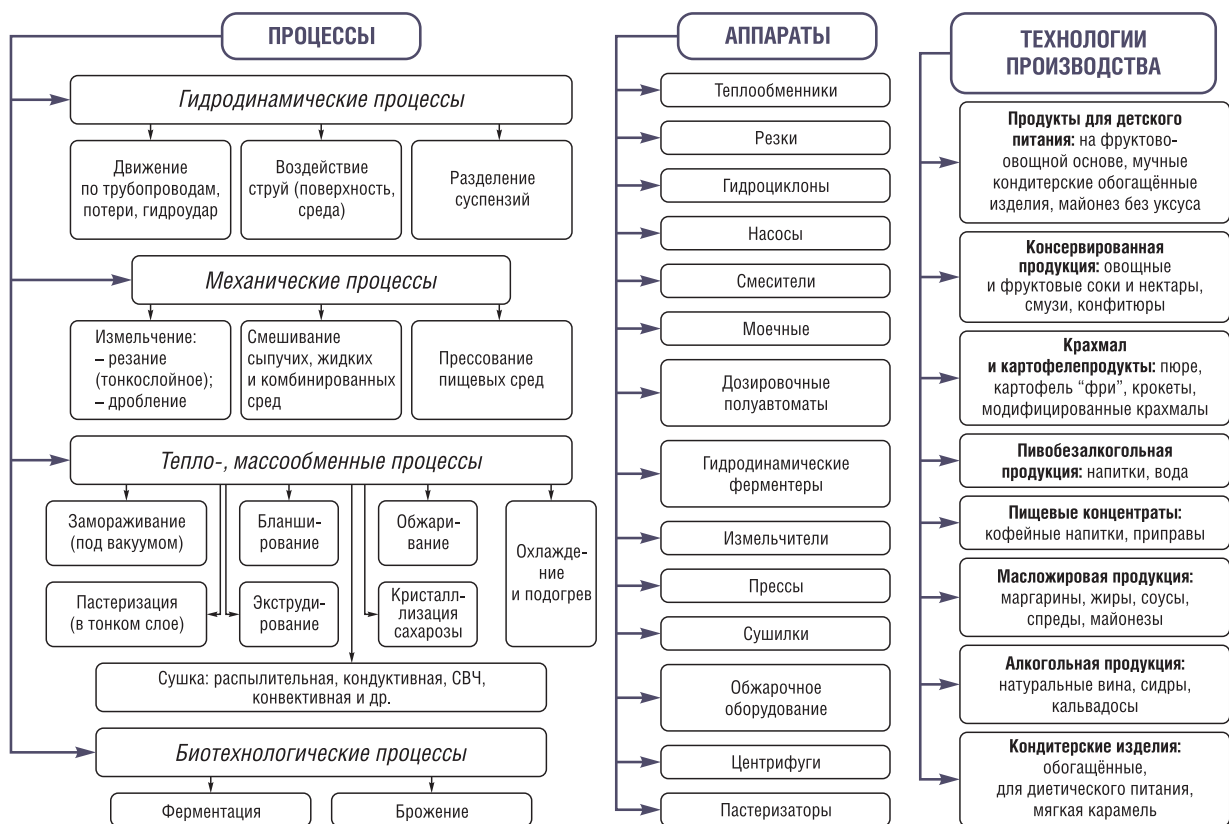 ПРОЦЕССЫ
Гидродинамические процессы
Движение
по трубопроводам,
потери, гидроудар
Воздействие
струй (поверхность,
среда)
Разделение
суспензий
Механические процессы
Измельчение:
– резание
(тонкослойное);
– дробление
Смешивание
сыпучих, жидких
и комбинированных
сред
Прессование
пищевых сред
Тепло-, массообменные процессы
Замораживание
(под вакуумом)
Бланши-
рование
Обжари-
вание
Охлажде-
ние
и подогрев
Пастеризация
(в тонком слое)
Экструди-
рование
Кристалл-
лизация
сахарозы
Сушка: распылительная, кондуктивная, СВЧ,
конвективная и др.
Биотехнологические процессы
Ферментация
Брожение
АППАРАТЫ
Теплообменники
Резки
Гидроциклоны
Насосы
Смесители
Моечные
Дозировочные
полуавтоматы
Гидродинамические
ферментеры
Измельчители
Прессы
Сушилки
Обжарочное
оборудование
Центрифуги
Пастеризаторы
ТЕХНОЛОГИИ
ПРОИЗВОДСТВА
Продукты для детского
питания: на фруктово-
овощной основе, мучные
кондитерские обогащённые
изделия, майонез без уксуса
Консервированная
продукция: овощные
и фруктовые соки и нектары,
смузи, конфитюры
Крахмал
и картофелепродукты: пюре,
картофель “фри”, крокеты,
модифицированные крахмалы
Пивобезалкогольная
продукция: напитки, вода
Пищевые концентраты:
кофейные напитки, приправы
Масложировая продукция:
маргарины, жиры, соусы,
спреды, майонезы
Алкогольная продукция:
натуральные вина, сидры,
кальвадосы
Кондитерские изделия:
обогащённые,
для диетического питания,
мягкая карамель